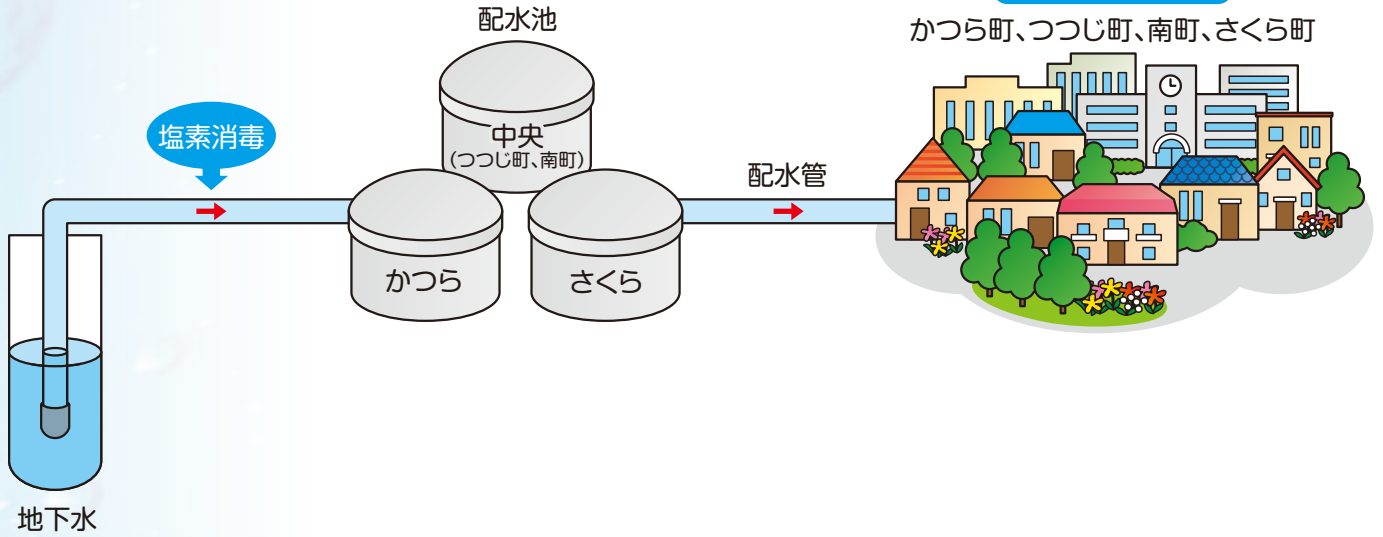 配水池
かつら町、つつじ町、南町、さくら町
塩素消毒
中央
(つつじ町、南町)
配水管
かつら
さくら
地下水